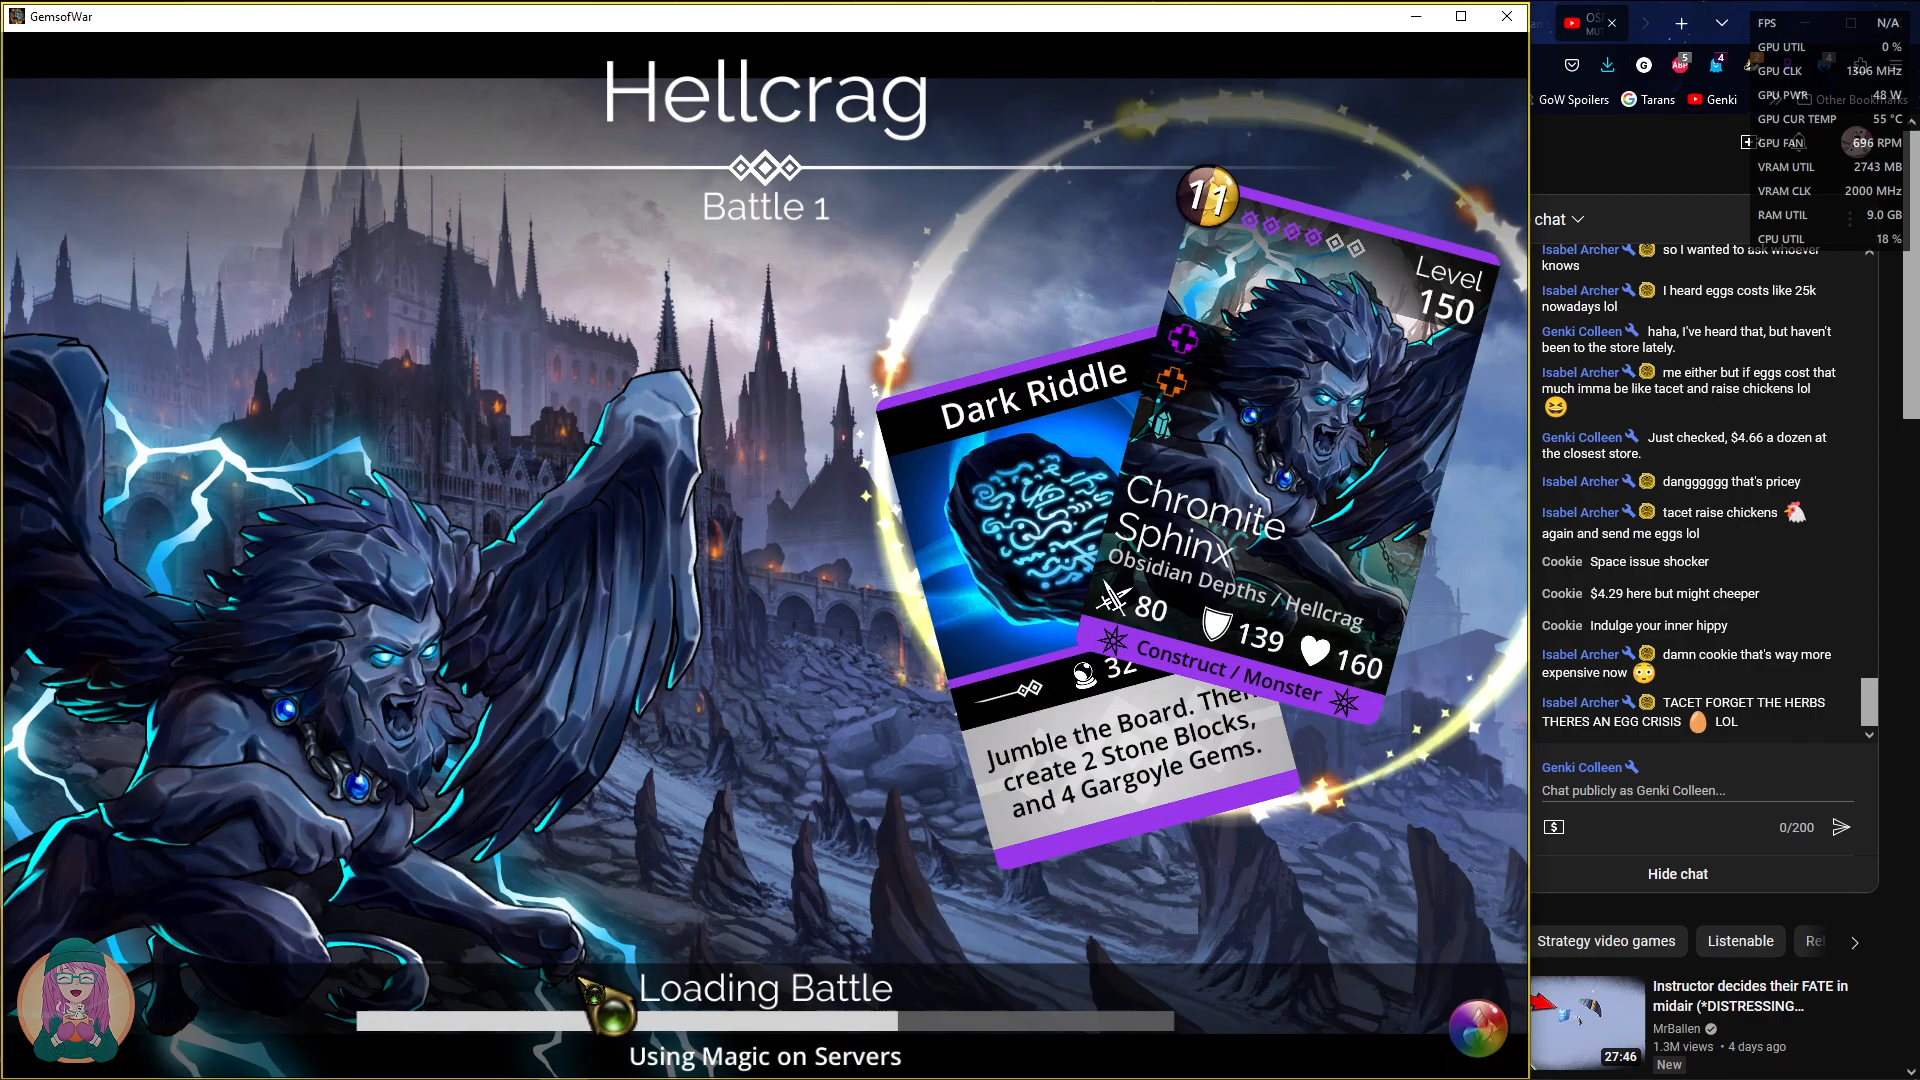 GemsofWar
Hellcrag
Battle 1
11
Level
150
Chromite
Sphinx
Obsidian Depths / Hellcrag
80
139
160
Construct / Monster
Dark Riddle
32
Jumble the Board. Then
create 2 Stone Blocks,
and 4 Gargoyle Gems.
Loading Battle
Using Magic on Servers
MUT
5
4
4
GoW Spoilers
Tarans
Genki
Other Bookmarks
FPS N/A
GPU UTIL 0 %
GPU CLK 1306 MHz
GPU PWR 48 W
GPU CUR TEMP 55 °C
GPU FAN 696 RPM
VRAM UTIL 2743 MB
VRAM CLK 2000 MHz
RAM UTIL 9.0 GB
CPU UTIL 18 %
chat
Isabel Archer so I wanted to ask whoever
knows
Isabel Archer I heard eggs costs like 25k
nowadays lol
Genki Colleen haha, I've heard that, but haven't
been to the store lately.
Isabel Archer me either but if eggs cost that
much imma be like tacet and raise chickens lol
Genki Colleen Just checked, $4.66 a dozen at
the closest store.
Isabel Archer dangggggg that's pricey
Isabel Archer tacet raise chickens
again and send me eggs lol
Cookie Space issue shocker
Cookie $4.29 here but might cheeper
Cookie Indulge your inner hippy
Isabel Archer damn cookie that's way more
expensive now
Isabel Archer TACET FORGET THE HERBS
THERES AN EGG CRISIS LOL
Genki Colleen
Chat publicly as Genki Colleen...
0/200
Hide chat
Strategy video games
Listenable
Rel
Instructor decides their FATE in
midair (*DISTRESSING...
MrBallen
1.3M views • 4 days ago
New
27:46